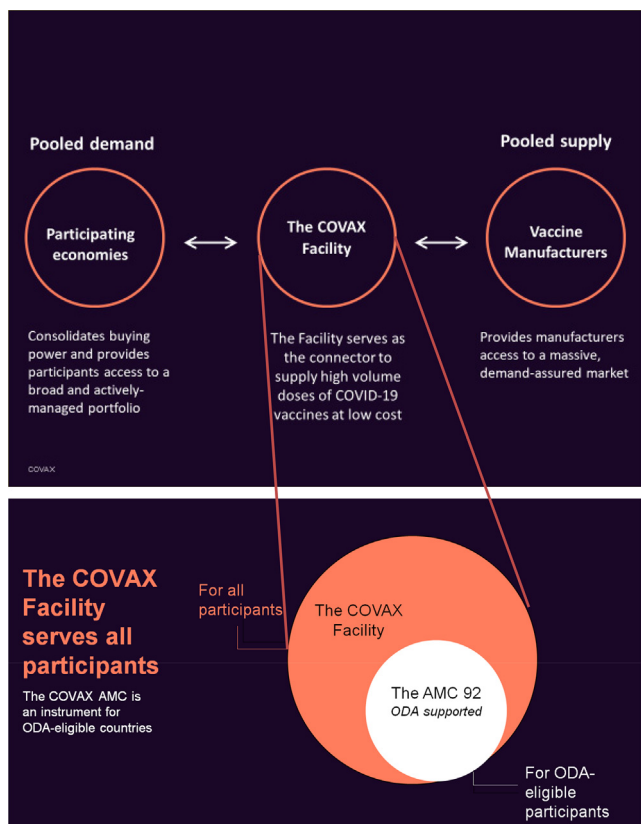 Pooled demand
Pooled supply
Participating
economies
The COVAX
Facility
Vaccine
Manufacturers
Consolidates buying
power and provides
participants access to a
broad and actively-
managed portfolio
The Facility serves as
the connector to
supply high volume
doses of COVID-19
vaccines at low cost
Provides manufacturers
access to a massive,
demand-assured market
COVAX
The COVAX
Facility
serves all
participants
The COVAX AMC is
an instrument for
ODA-eligible countries
For all
participants
The COVAX
Facility
The AMC 92
ODA supported
For ODA-
eligible
participants